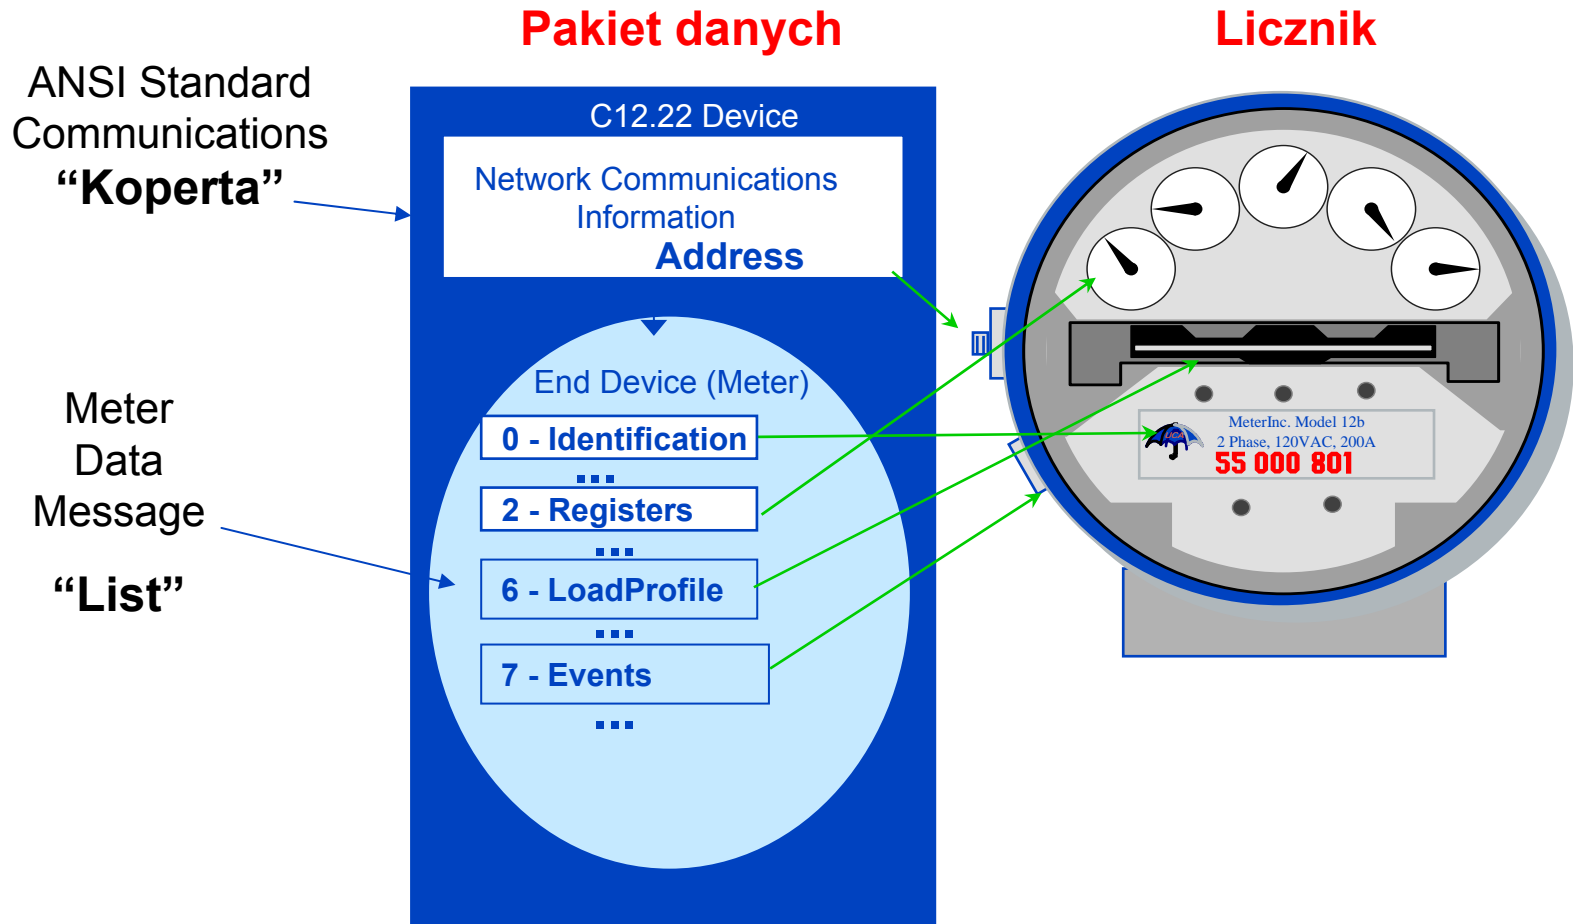 Pakiet danych
Licznik
ANSI Standard
Communications
“Koperta”
C12.22 Device
Network Communications
Information
Address
Meter
Data
Message
“List”
End Device (Meter)
0 - Identification
...
2 - Registers
...
6 - LoadProfile
...
7 - Events
...
UCA
MeterInc. Model 12b
2 Phase, 120VAC, 200A
55 000 801